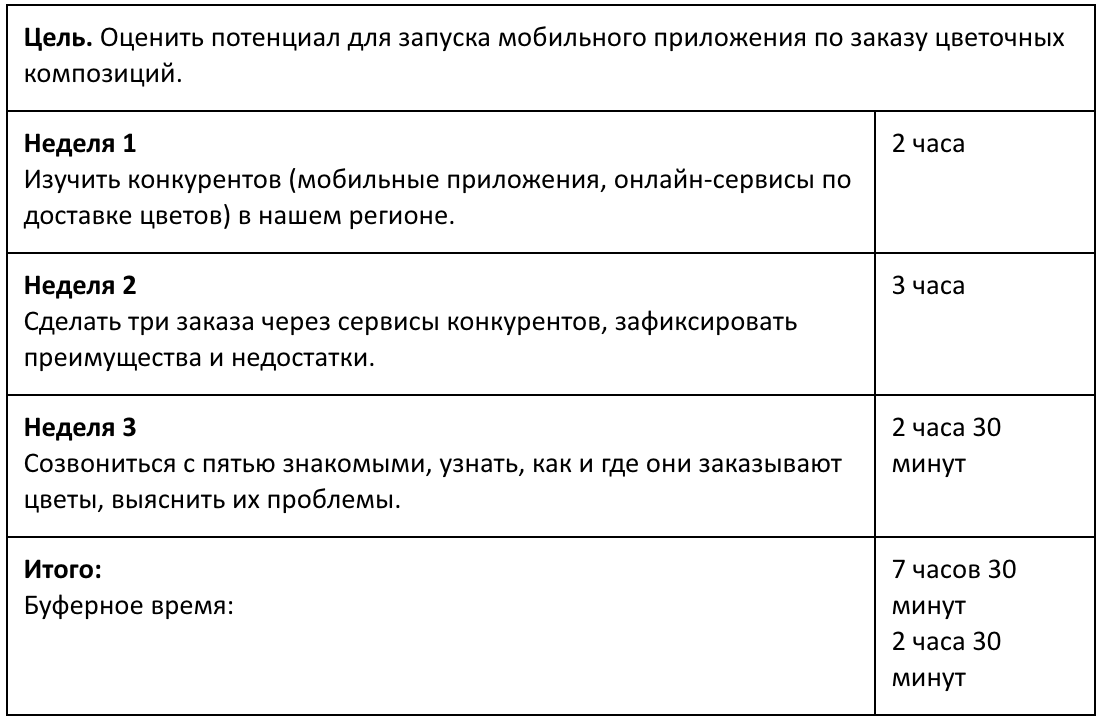 Цель. Оценить потенциал для запуска мобильного приложения по заказу цветочных
композиций.
Неделя 1
Изучить конкурентов (мобильные приложения, онлайн-сервисы по
доставке цветов) в нашем регионе.
2 часа
Неделя 2
Сделать три заказа через сервисы конкурентов, зафиксировать
преимущества и недостатки.
3 часа
Неделя 3
Созвониться с пятью знакомыми, узнать, как и где они заказывают
цветы, выяснить их проблемы.
2 часа 30
минут
Итого:
Буферное время:
7 часов 30
минут
2 часа 30
минут